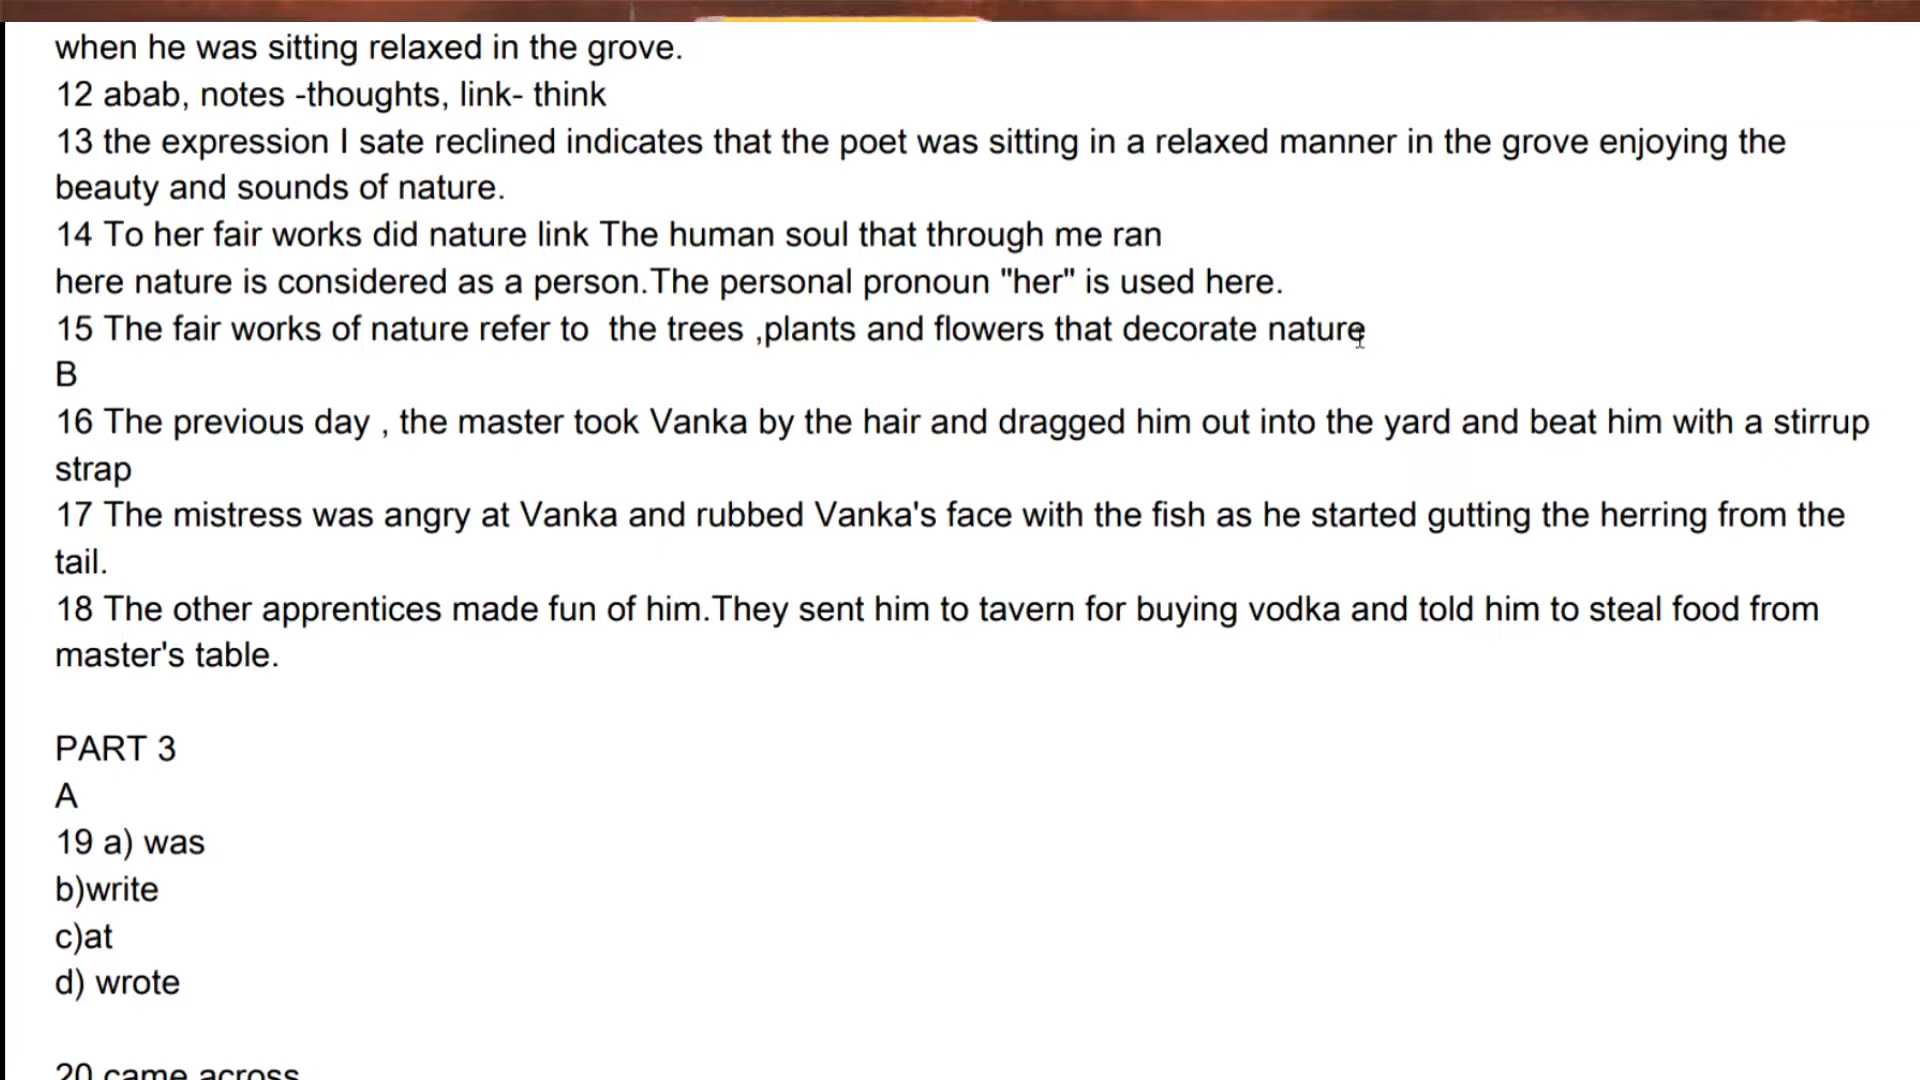 when he was sitting relaxed in the grove.
12 abab, notes -thoughts, link- think
13 the expression I sate reclined indicates that the poet was sitting in a relaxed manner in the grove enjoying the
beauty and sounds of nature.
14 To her fair works did nature link The human soul that through me ran
here nature is considered as a person.The personal pronoun "her" is used here.
15 The fair works of nature refer to  the trees ,plants and flowers that decorate nature
B
16 The previous day , the master took Vanka by the hair and dragged him out into the yard and beat him with a stirrup
strap
17 The mistress was angry at Vanka and rubbed Vanka's face with the fish as he started gutting the herring from the
tail.
18 The other apprentices made fun of him.They sent him to tavern for buying vodka and told him to steal food from
master's table.
PART 3
A
19 a) was
b)write
c)at
d) wrote
20 came across